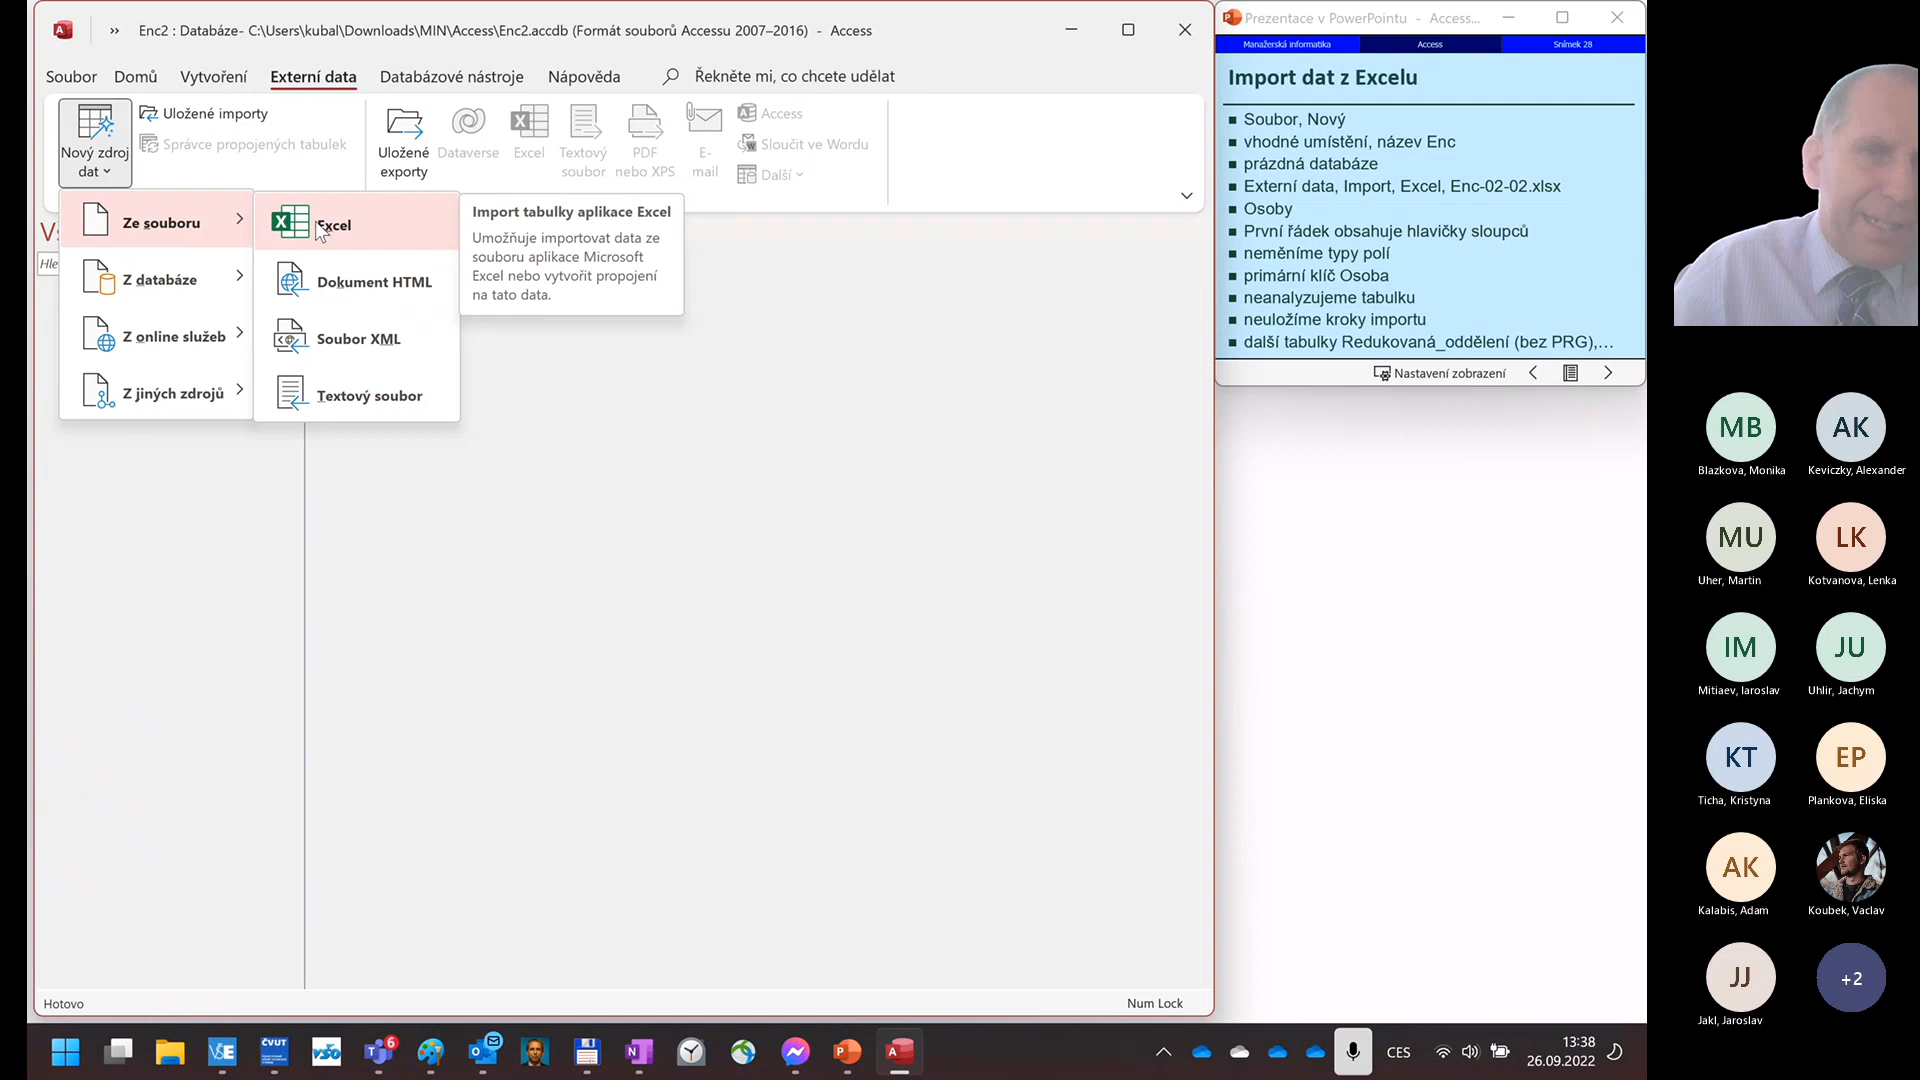 Enc2 : Databáze- C:\Users\kubal\Downloads\MIN\Access\Enc2.accdb (Formát souborů Accessu 2007–2016) - Access
Soubor Domů Vytvoření Externí data Databázové nástroje Nápověda Řekněte mi, co chcete udělat
Nový zdroj dat
Uložené importy
Správce propojených tabulek
Uložené exporty
Dataverse
Excel
Textový soubor
PDF nebo XPS
E-mail
Access
Sloučit ve Wordu
Další
Ze souboru
Z databáze
Z online služeb
Z jiných zdrojů
Excel
Dokument HTML
Soubor XML
Textový soubor
Import tabulky aplikace Excel
Umožňuje importovat data ze
souboru aplikace Microsoft
Excel nebo vytvořit propojení
na tato data.
Hotovo
Num Lock
Prezentace v PowerPointu - Access...
Manažerská informatika Access Snímek 28
Import dat z Excelu
Soubor, Nový
vhodné umístění, název Enc
prázdná databáze
Externí data, Import, Excel, Enc-02-02.xlsx
Osoby
První řádek obsahuje hlavičky sloupců
neměníme typy polí
primární klíč Osoba
neanalyzujeme tabulku
neuložíme kroky importu
další tabulky Redukovaná_oddělení (bez PRG),…
Nastavení zobrazení
MB AK
Blazkova, Monika Keviczky, Alexander
MU LK
Uher, Martin Kotvanova, Lenka
IM JU
Mitiaev, Iaroslav Uhlir, Jachym
KT EP
Ticha, Kristyna Plankova, Eliska
AK
Kalabis, Adam Koubek, Vaclav
JJ +2
Jakl, Jaroslav
VŠE
ČVUT
všo
6
CES
13:38
26.09.2022